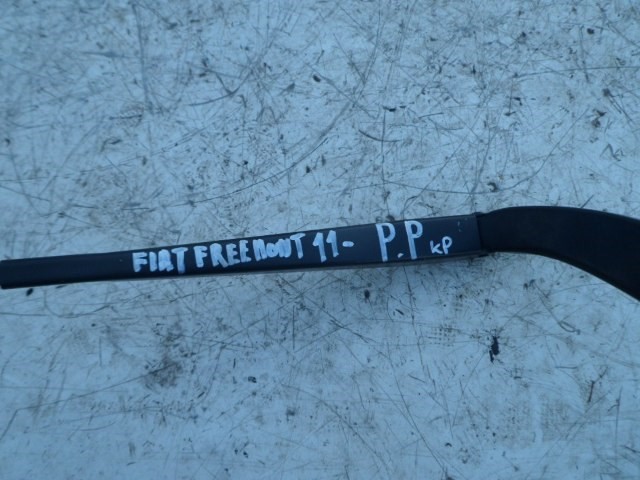 FIAT FREEMONT 11- P.P KP